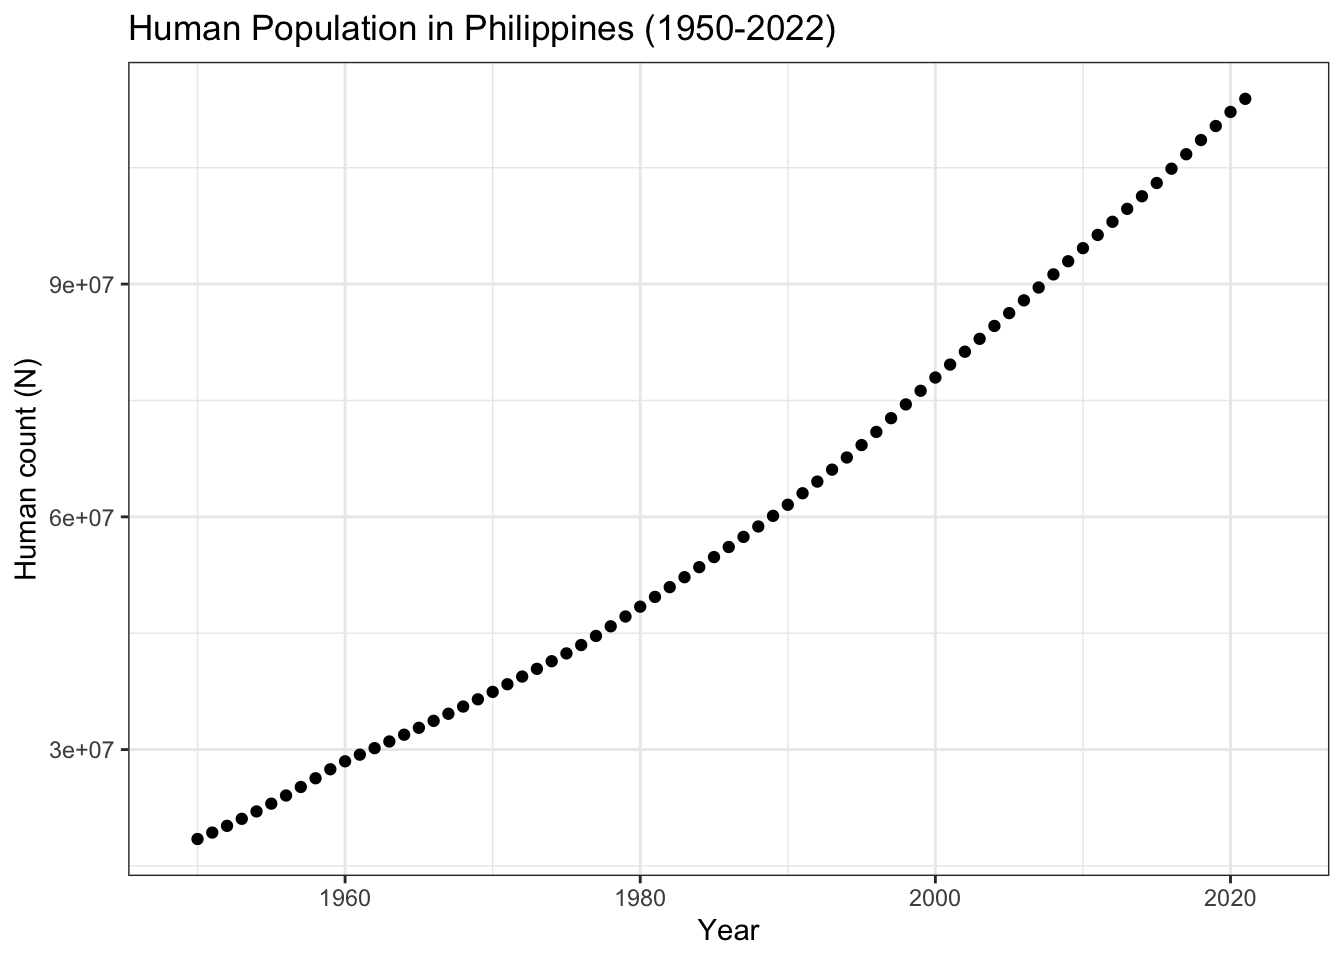 Human Population in Philippines (1950-2022)
9e+07
6e+07
3e+07
Human count (N)
1960 1980 2000 2020
Year